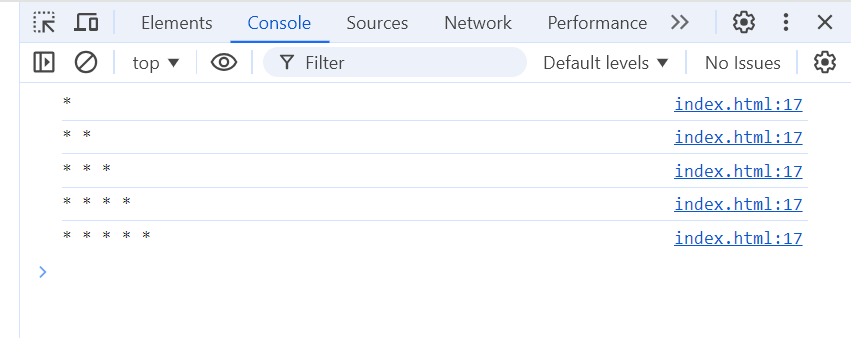 Elements Console Sources Network Performance
top Filter Default levels No Issues
* index.html:17
* * index.html:17
* * * index.html:17
* * * * index.html:17
* * * * * index.html:17